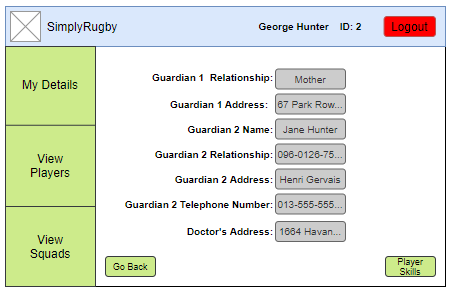 SimplyRugby
George Hunter ID: 2
Logout
My Details
View
Players
View
Squads
Guardian 1 Relationship: Mother
Guardian 1 Address: 67 Park Row...
Guardian 2 Name: Jane Hunter
Guardian 2 Relationship: 096-0126-75...
Guardian 2 Address: Henri Gervais
Guardian 2 Telephone Number: 013-555-555...
Doctor's Address: 1664 Havan...
Go Back
Player
Skills